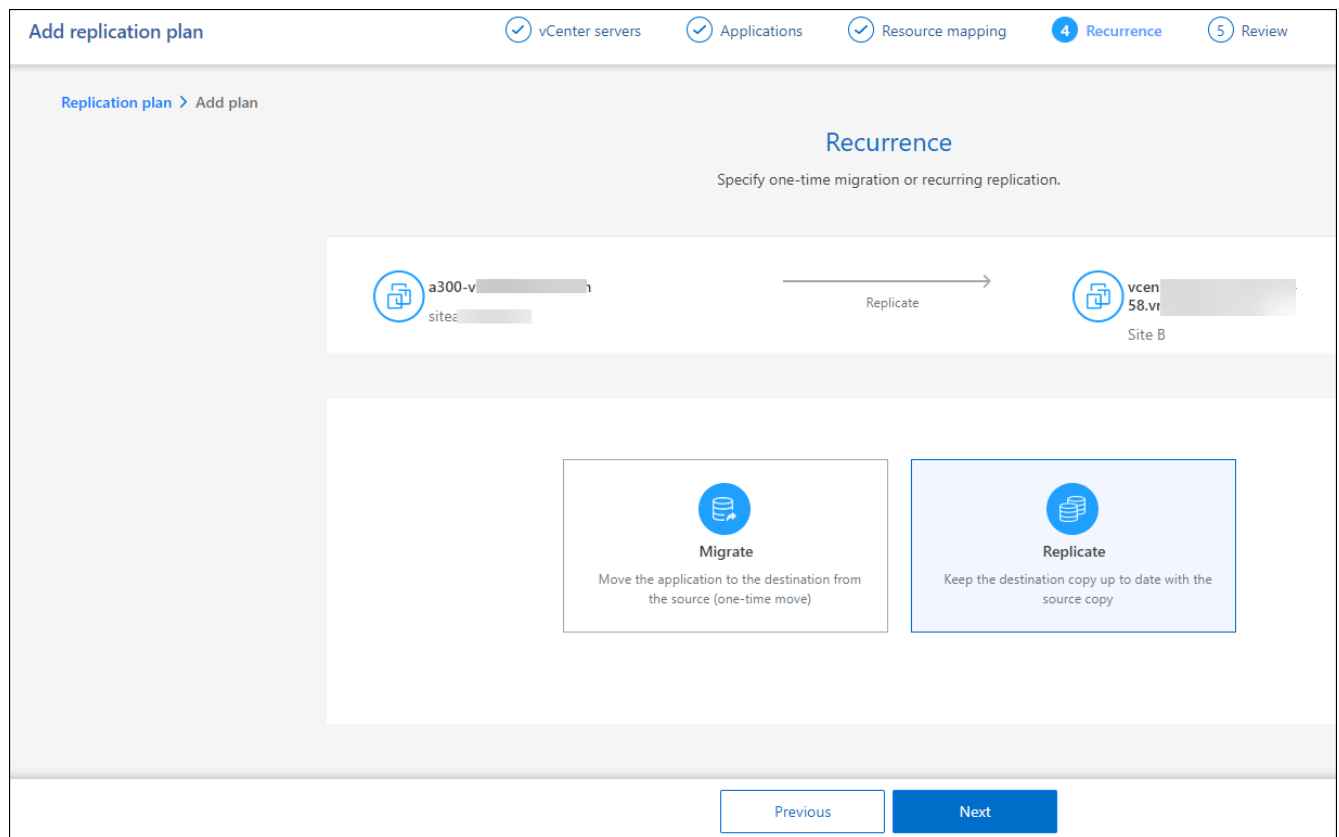 Add replication plan
vCenter servers
Applications
Resource mapping
4 Recurrence
5 Review
Replication plan > Add plan
Recurrence
Specify one-time migration or recurring replication.
a300-v
sitea
Replicate
vcen
58.vr
Site B
Migrate
Move the application to the destination from
the source (one-time move)
Replicate
Keep the destination copy up to date with the
source copy
Previous
Next